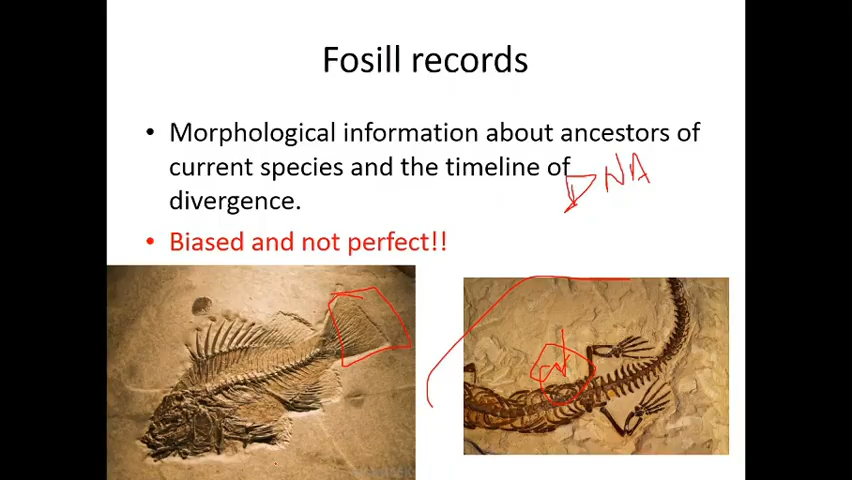 Fosill records
• Morphological information about ancestors of
current species and the timeline of
DNA
divergence.
• Biased and not perfect!!